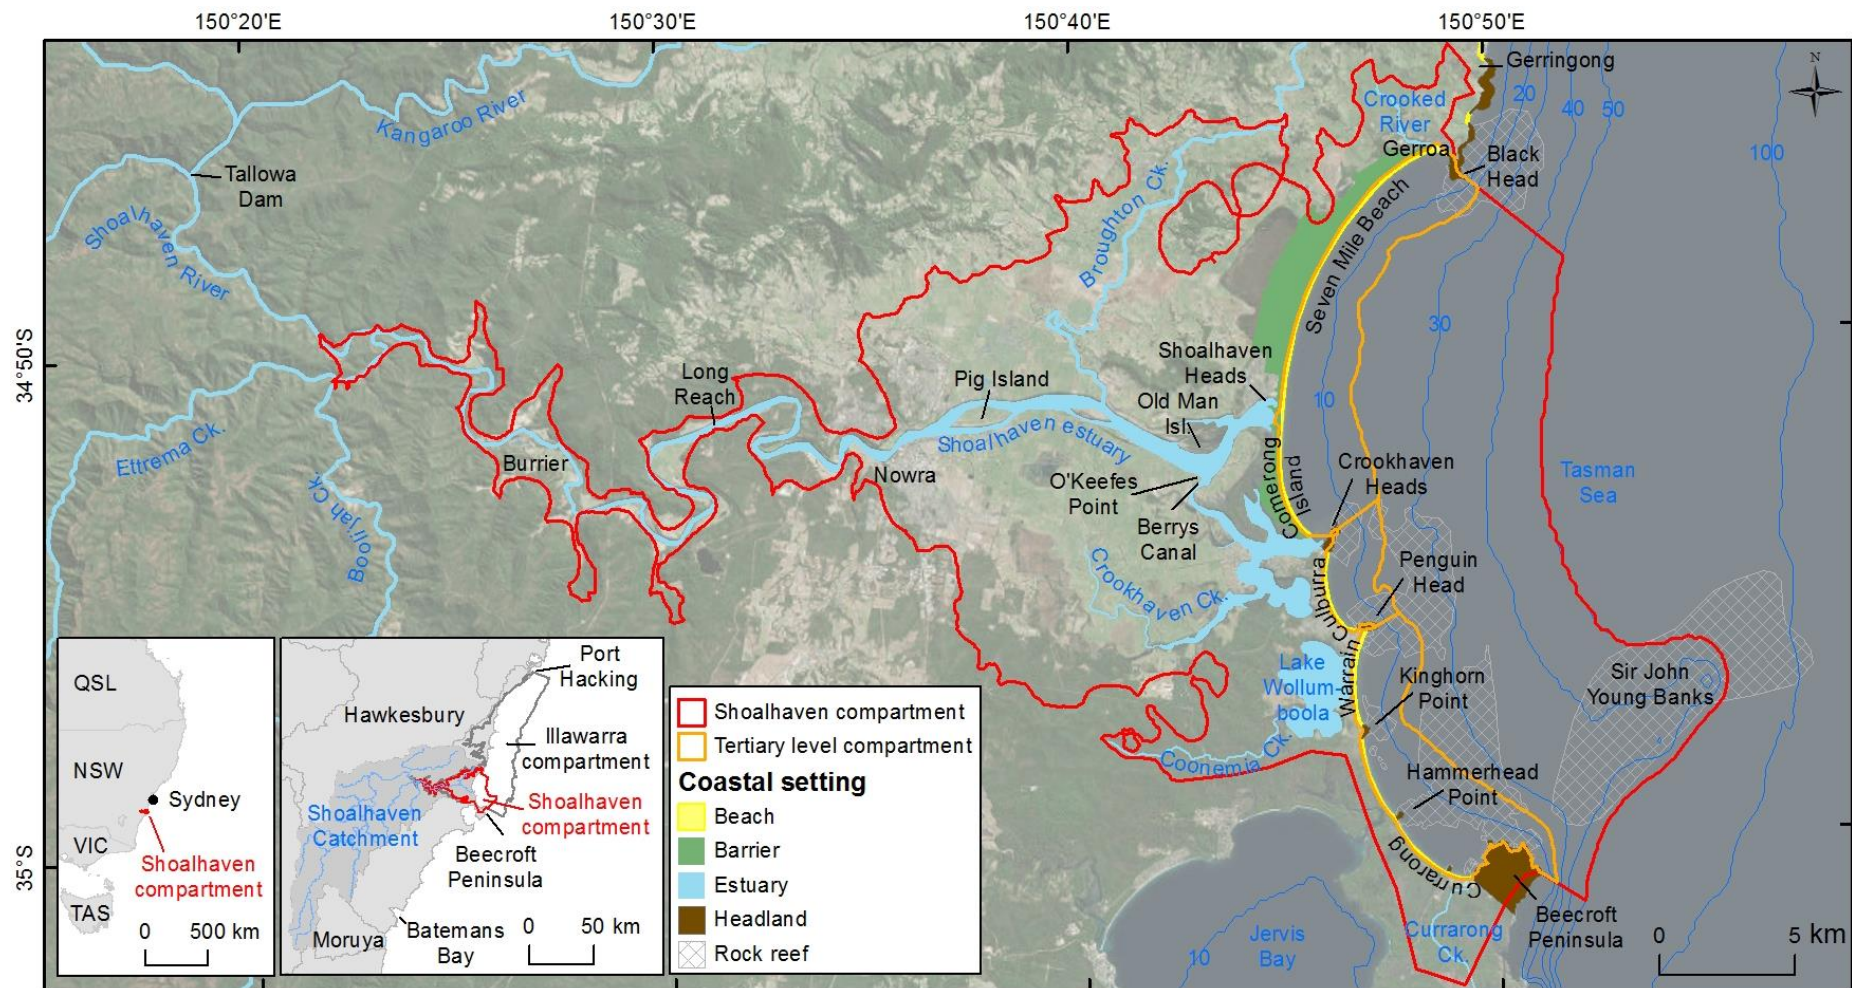 150°20'E
150°30'E
150°40'E
150°50'E
34°50'S
35°S
N
Gerringong
20
40
50
100
Crooked
River
Gerroa
Black
Head
Kangaroo River
Tallowa
Dam
Shoalhaven River
Broughton Ck.
Seven Mile Beach
30
10
Shoalhaven
Heads
Long
Reach
Pig Island
Old Man
Isl.
Shoalhaven estuary
Ettrema Ck.
Burrier
Nowra
O'Keefes
Point
Berrys
Canal
Comerong
Island
Crookhaven
Heads
Tasman
Sea
Boolijah Ck.
Crookhaven Ck.
Culburra
Penguin
Head
Lake
Wollum-
boola
Warrain
Kinghorn
Point
Sir John
Young Banks
Coonemia Ck.
Hammerhead
Point
Currarong
Beecroft
Peninsula
Currarong
Ck.
Jervis
Bay
10
0 5 km
QSL
NSW
Sydney
VIC
Shoalhaven
compartment
TAS
0 500 km
Port
Hacking
Hawkesbury
Illawarra
compartment
Shoalhaven
Catchment
Shoalhaven
compartment
Beecroft
Peninsula
Moruya
Batemans
Bay
0 50 km
Shoalhaven compartment
Tertiary level compartment
Coastal setting
Beach
Barrier
Estuary
Headland
Rock reef